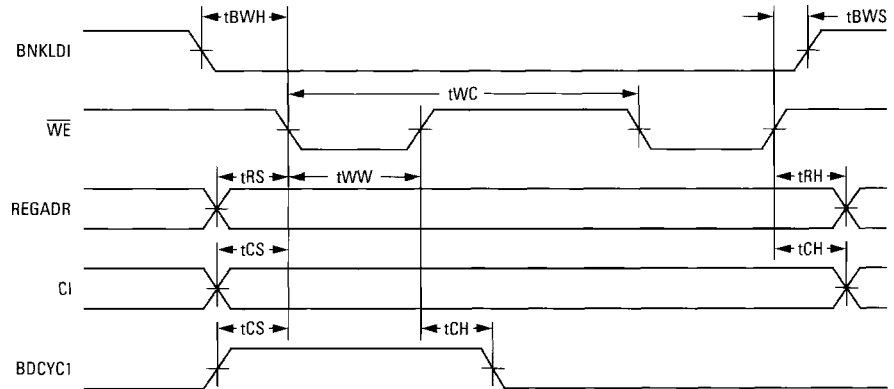 tBWH
tBWS
BNKLDI
tWC
WE
tRS
tWW
tRH
REGADR
tCS
tCH
CI
tCS
tCH
BDCYC1